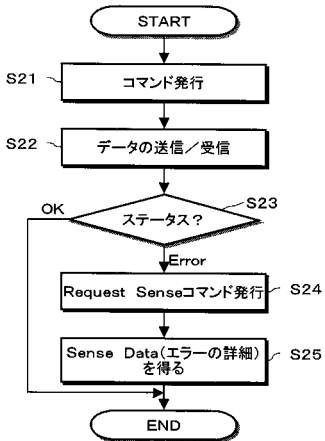 START
S21
コマンド発行
S22
データの送信／受信
S23
ステータス？
OK
Error
Request Senseコマンド発行
S24
Sense Data(エラーの詳細)
を得る
S25
END